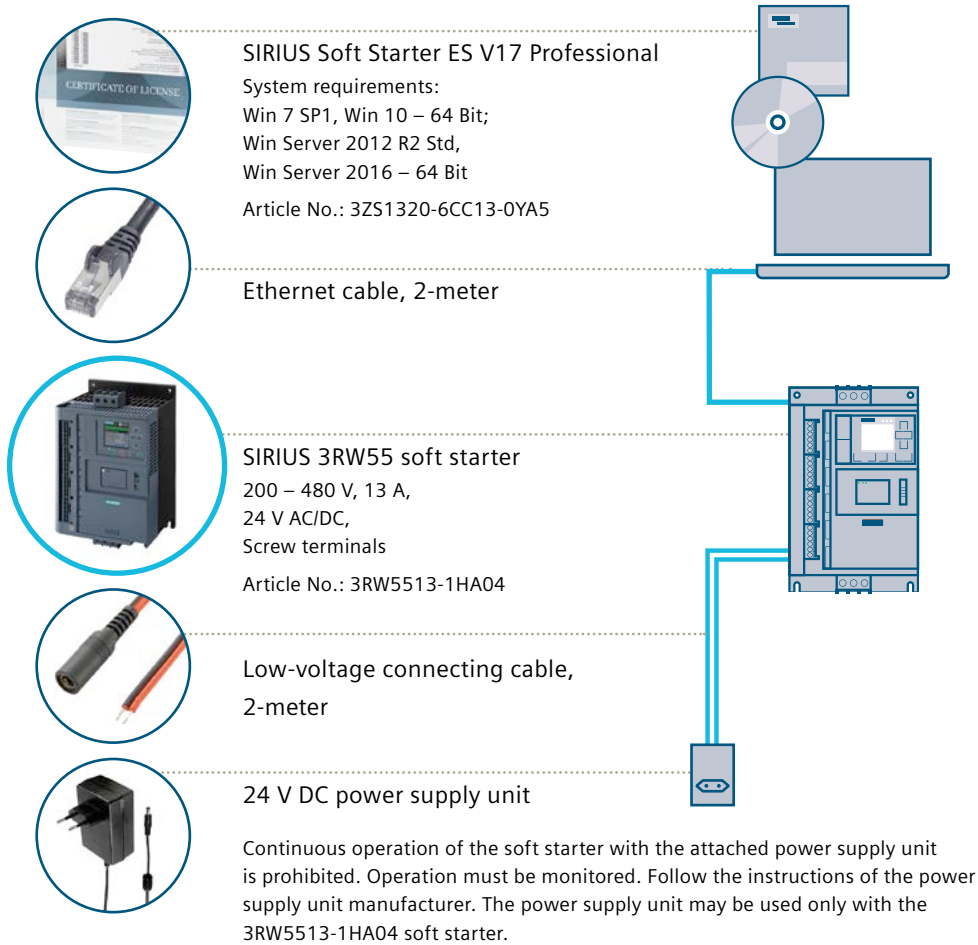 CERTIFICATE OF LICENSE
SIRIUS Soft Starter ES V17 Professional
System requirements:
Win 7 SP1, Win 10 – 64 Bit;
Win Server 2012 R2 Std,
Win Server 2016 – 64 Bit
Article No.: 3ZS1320-6CC13-0YA5
Ethernet cable, 2-meter
SIRIUS 3RW55 soft starter
200 – 480 V, 13 A,
24 V AC/DC,
Screw terminals
Article No.: 3RW5513-1HA04
Low-voltage connecting cable,
2-meter
24 V DC power supply unit
Continuous operation of the soft starter with the attached power supply unit
is prohibited. Operation must be monitored. Follow the instructions of the power
supply unit manufacturer. The power supply unit may be used only with the
3RW5513-1HA04 soft starter.